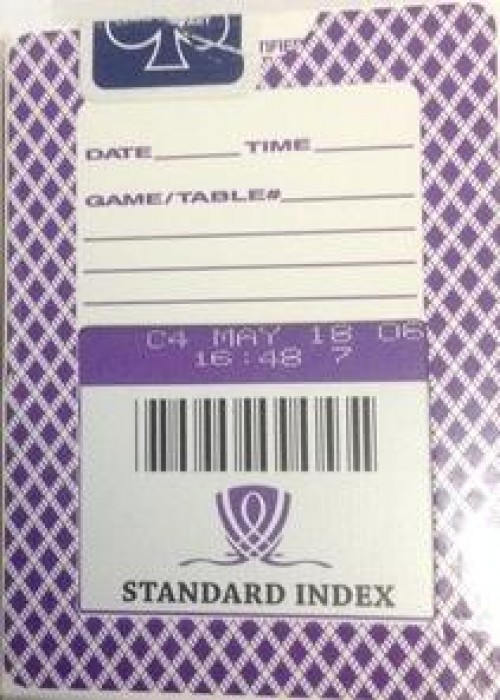 DATE TIME
GAME/TABLE#
C4 MAY 18 06
16:48 7
STANDARD INDEX